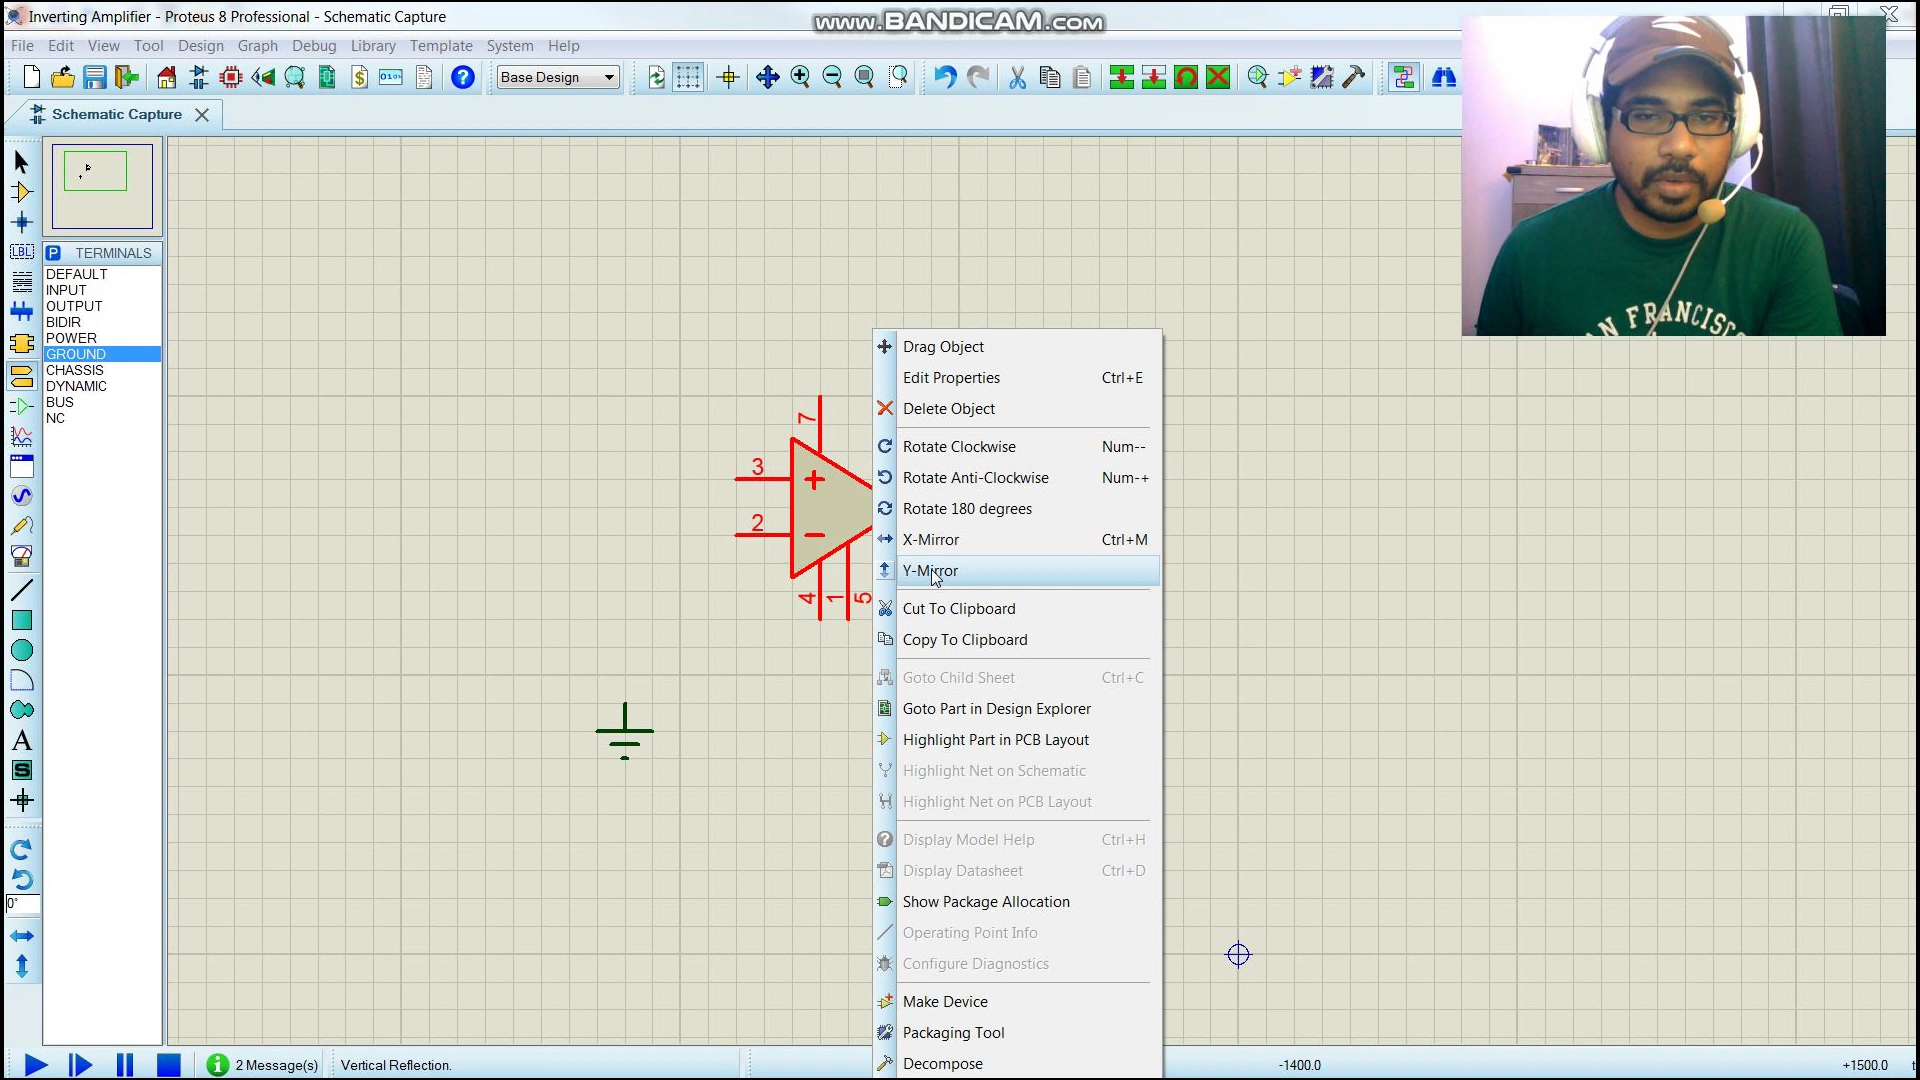 Inverting Amplifier - Proteus 8 Professional - Schematic Capture
www.BANDICAM.com
File Edit View Tool Design Graph Debug Library Template System Help
Base Design
Schematic Capture
TERMINALS
DEFAULT
INPUT
OUTPUT
BIDIR
POWER
GROUND
CHASSIS
DYNAMIC
BUS
NC
LBL
A
S
P
0°
7
3
2
4
1
5
Drag Object
Edit Properties Ctrl+E
Delete Object
Rotate Clockwise Num--
Rotate Anti-Clockwise Num-+
Rotate 180 degrees
X-Mirror Ctrl+M
Y-Mirror
Cut To Clipboard
Copy To Clipboard
Goto Child Sheet Ctrl+C
Goto Part in Design Explorer
Highlight Part in PCB Layout
Highlight Net on Schematic
Highlight Net on PCB Layout
Display Model Help Ctrl+H
Display Datasheet Ctrl+D
Show Package Allocation
Operating Point Info
Configure Diagnostics
Make Device
Packaging Tool
Decompose
2 Message(s)
Vertical Reflection.
-1400.0
+1500.0